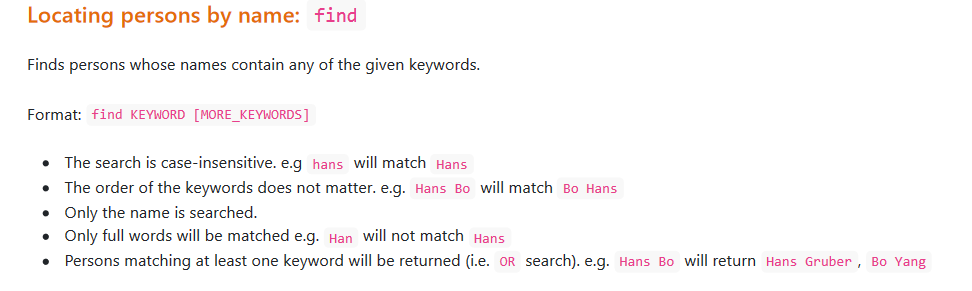 Locating persons by name: find
Finds persons whose names contain any of the given keywords.
Format: find KEYWORD [MORE_KEYWORDS]
• The search is case-insensitive. e.g hans will match Hans
• The order of the keywords does not matter. e.g. Hans Bo will match Bo Hans
• Only the name is searched.
• Only full words will be matched e.g. Han will not match Hans
• Persons matching at least one keyword will be returned (i.e. OR search). e.g. Hans Bo will return Hans Gruber, Bo Yang